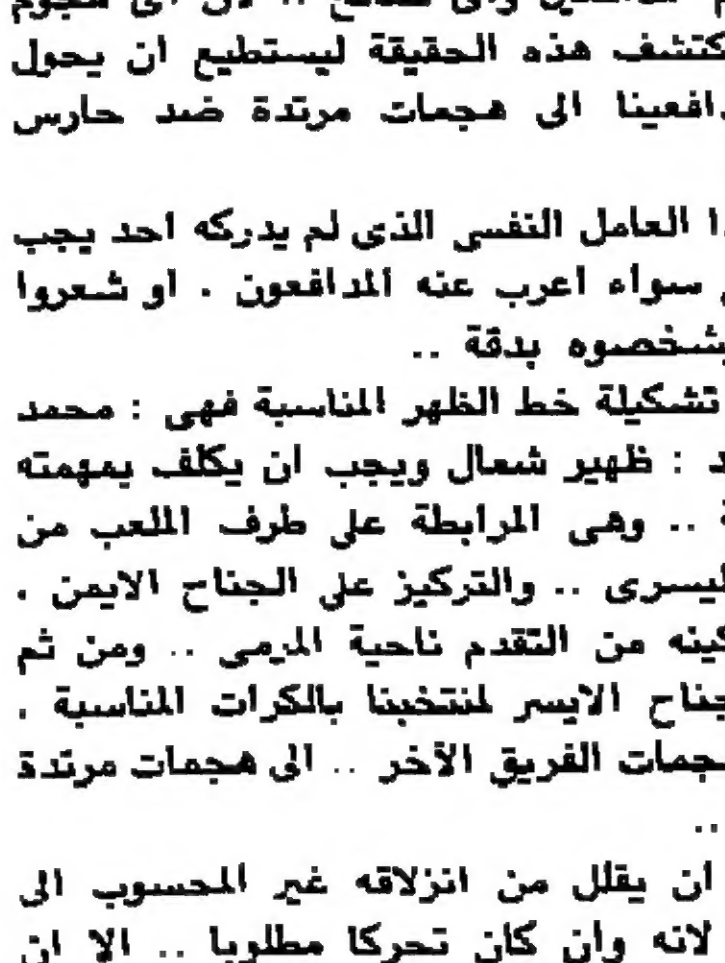 كتشف هذه الحقيقة ليستطيع ان يحول
دافعينا الى هجمات مرتدة ضد حارس
ا العامل النفسى الذى لم يدركه احد يجب
سواء اعرب عنه المدافعون . او شعروا
يشخصوه بدقة ..
تشكيلة خط الظهر المناسبة فهى : محمد
د : ظهير شمال ويجب ان يكلف بمهمته
ة .. وهى المرابطة على طرف الملعب من
ليسرى .. والتركيز على الجناح الايمن .
كينه من التقدم ناحية المرمى .. ومن ثم
جناح الايسر لمنتخبنا بالكرات المناسبة .
جمات الفريق الآخر .. الى هجمات مرتدة
..
ان يقلل من انزلاقه غير المحسوب الى
لانه وان كان تحركا مطلوبا .. الا ان